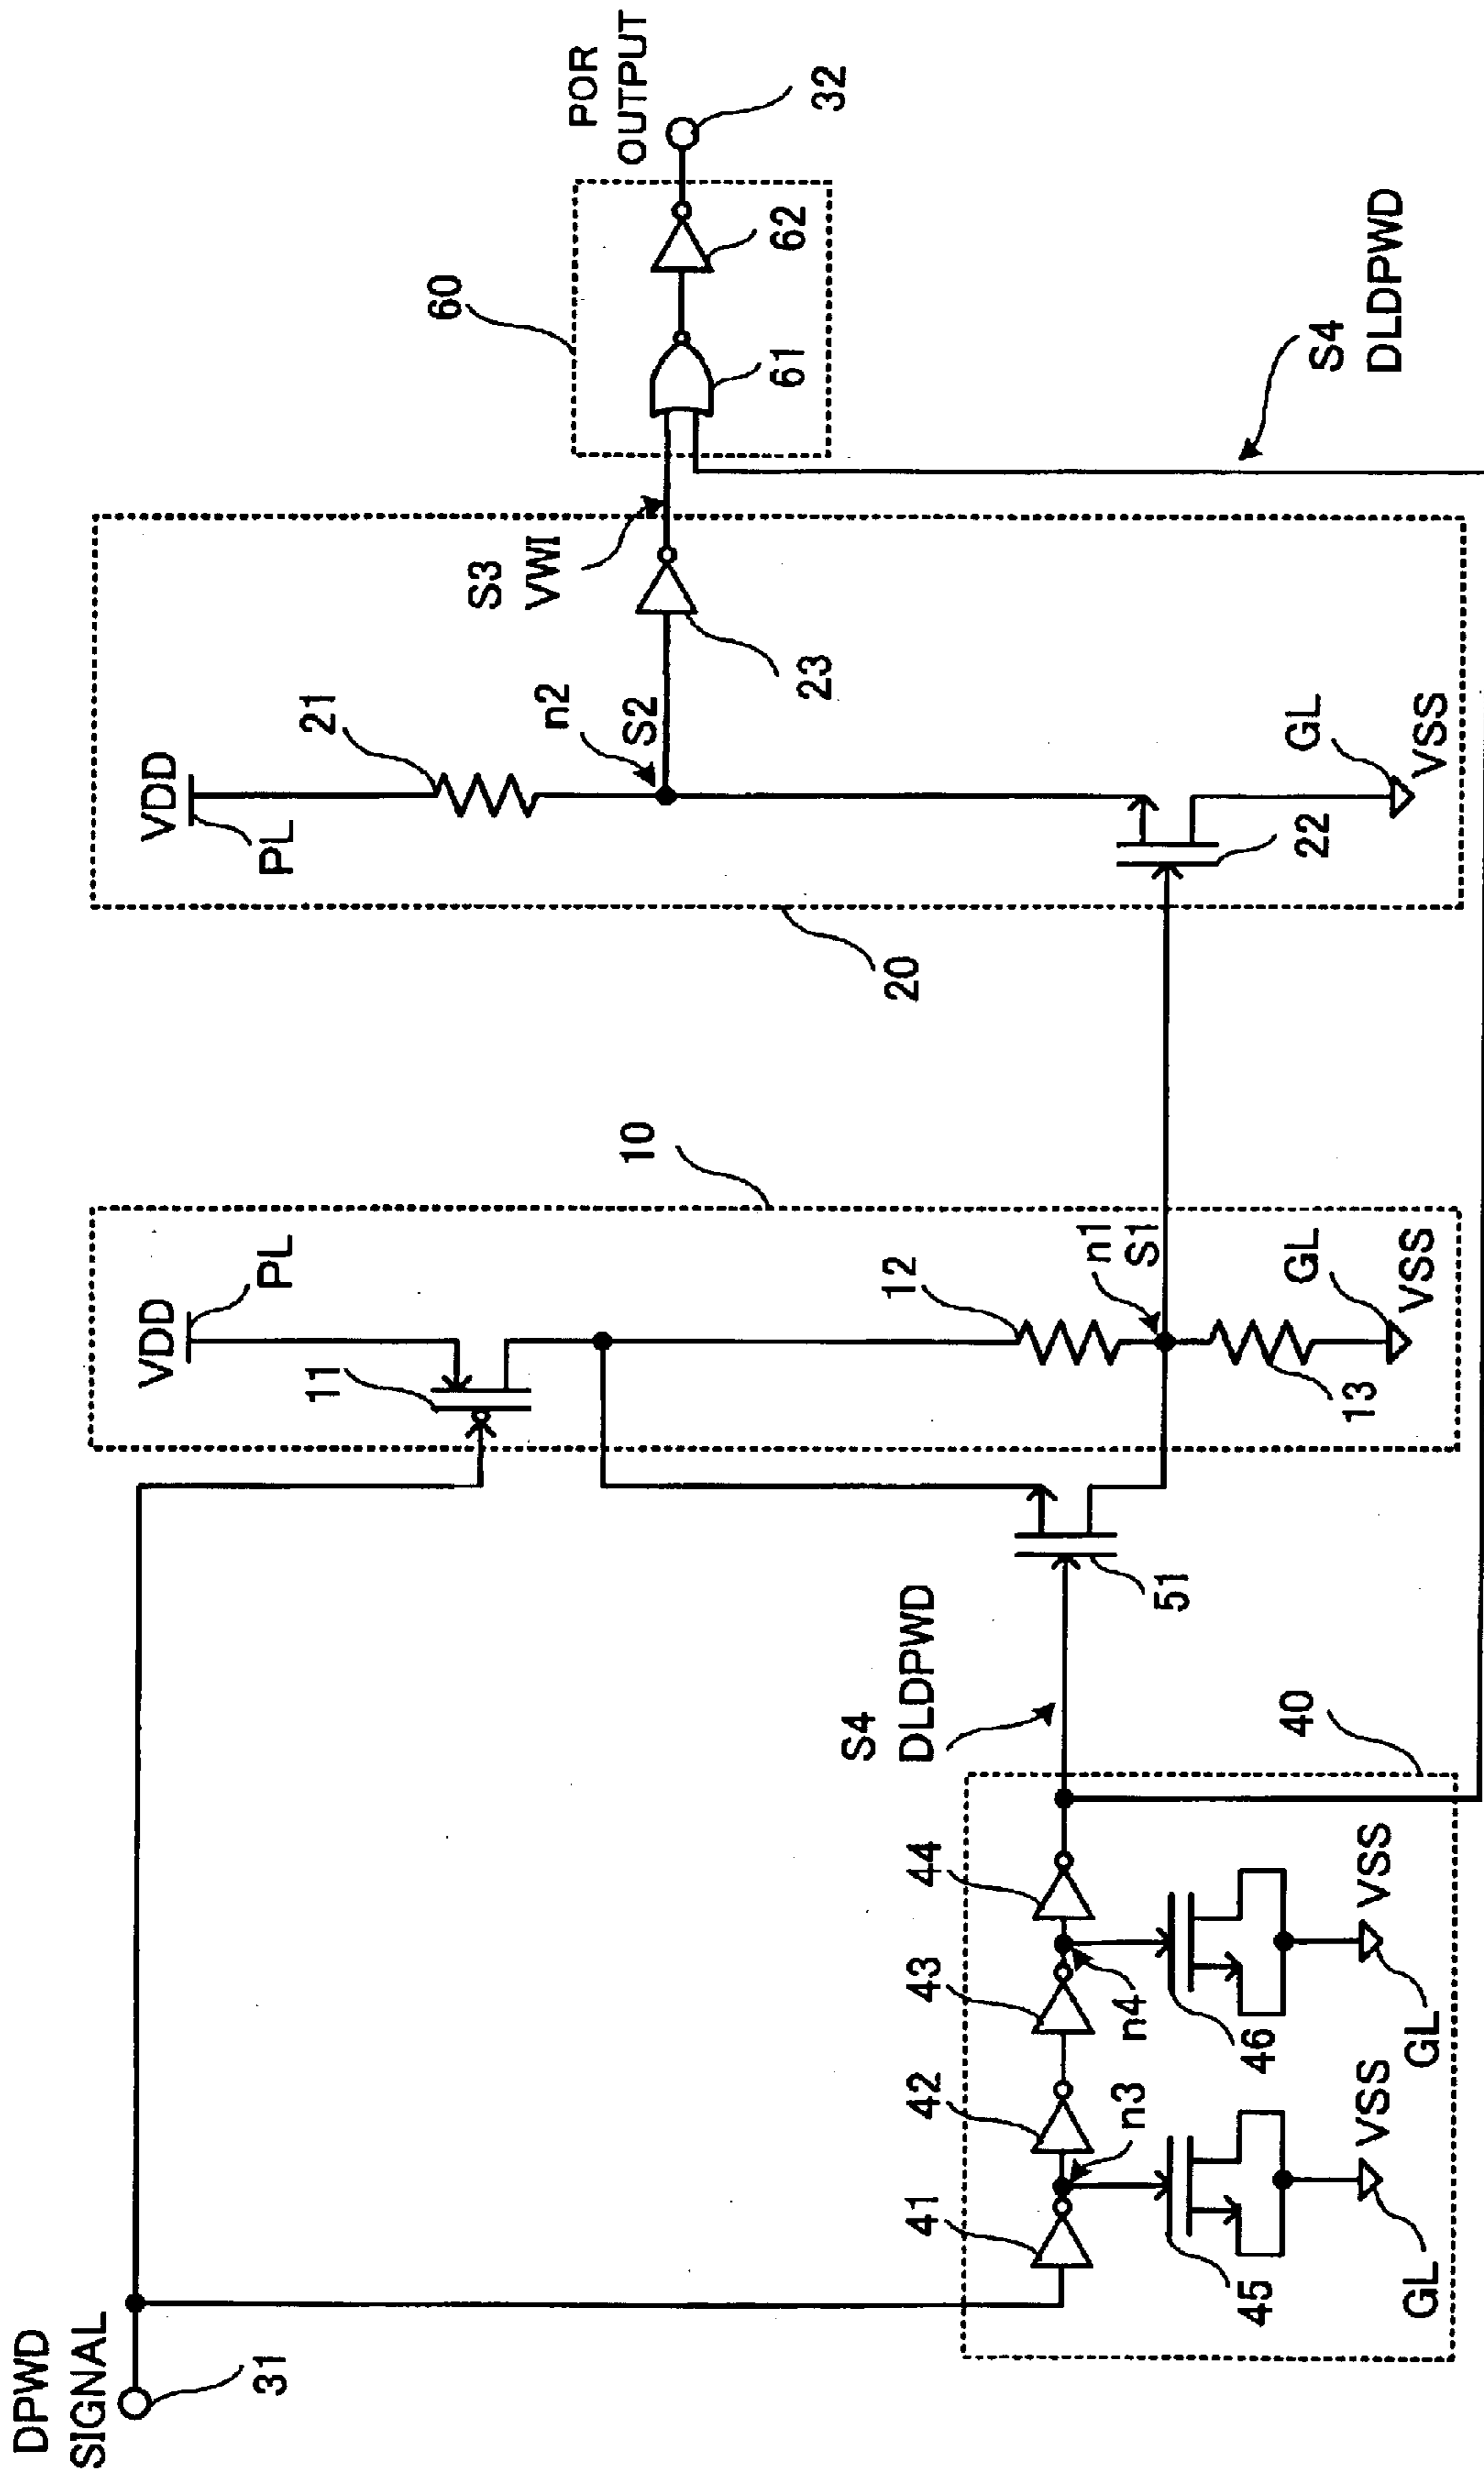 DPWD
SIGNAL
31
VDD
PL
11
10
12
n1
S1
13
GL
VSS
51
S4
DLDPWD
40
41
42
43
44
n3
n4
45
46
GL
VSS
GL
VSS
VDD
PL
21
n2
S2
S3
VWI
23
22
20
GL
VSS
60
61
62
POR
OUTPUT
32
S4
DLDPWD